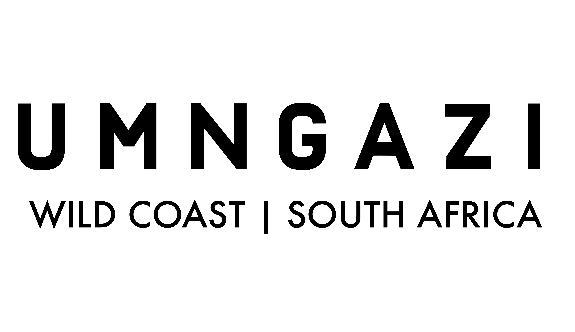 UMNGAZI
WILD COAST | SOUTH AFRICA